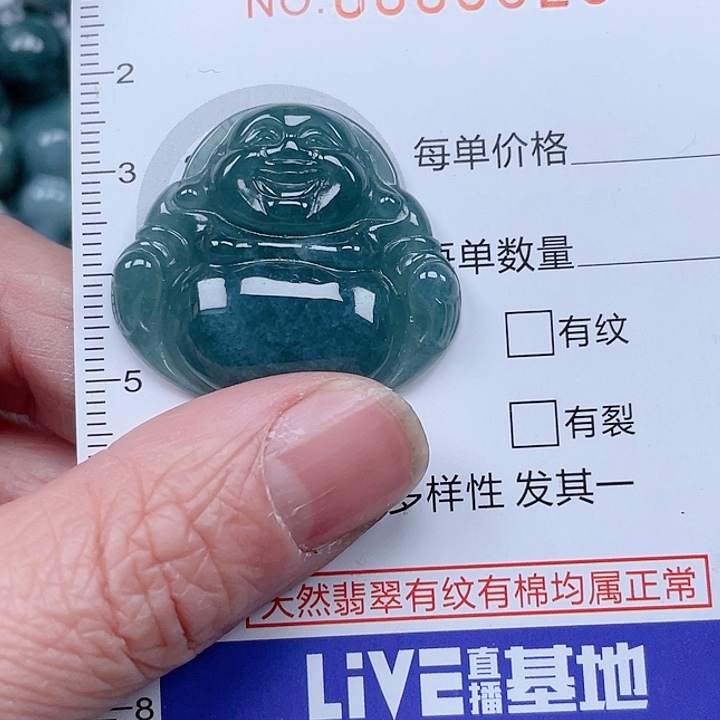 NO.
2
每单价格
3
单数量
有纹
5
有裂
多样性 发其一
天然翡翠有纹有棉均属正常
LiVE直播基地
8